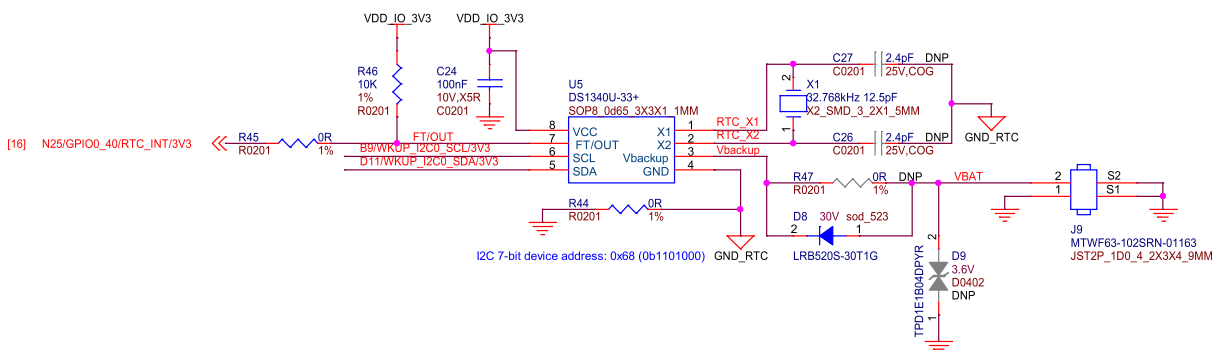 VDD_IO_3V3
VDD_IO_3V3
R46
10K
1%
R0201
C24
100nF
10V,X5R
C0201
U5
DS1340U-33+
SOP8_0d65_3X3X1_1MM
8
7
6
5
VCC
FT/OUT
SCL
SDA
X1
X2
Vbackup
GND
1
2
3
4
RTC_X1
RTC_X2
Vbackup
C27
C0201
2.4pF
DNP
25V,COG
2
X1
32.768kHz 12.5pF
X2_SMD_3_2X1_5MM
1
C26
C0201
2.4pF
DNP
25V,COG
GND_RTC
[16]
N25/GPIO0_40/RTC_INT/3V3
R45
R0201
0R
1%
FT/OUT
B9/WKUP_I2C0_SCL/3V3
D11/WKUP_I2C0_SDA/3V3
R44
R0201
0R
1%
GND_RTC
I2C 7-bit device address: 0x68 (0b1101000)
R47
R0201
0R
1%
DNP
VBAT
D8
30V
sod_523
2
1
LRB520S-30T1G
2
D9
3.6V
D0402
DNP
1
TPD1E1B04DPYR
2
1
S2
S1
J9
MTWF63-102SRN-01163
JST2P_1D0_4_2X3X4_9MM